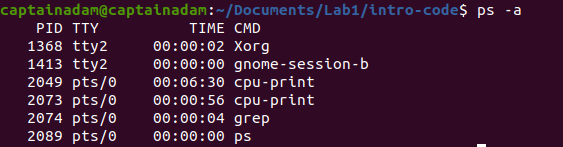 captainadam@captainadam:~/Documents/Lab1/intro-code$ ps -a
    PID TTY          TIME CMD
   1368 tty2     00:00:02 Xorg
   1413 tty2     00:00:00 gnome-session-b
   2049 pts/0    00:06:30 cpu-print
   2073 pts/0    00:00:56 cpu-print
   2074 pts/0    00:00:04 grep
   2089 pts/0    00:00:00 ps